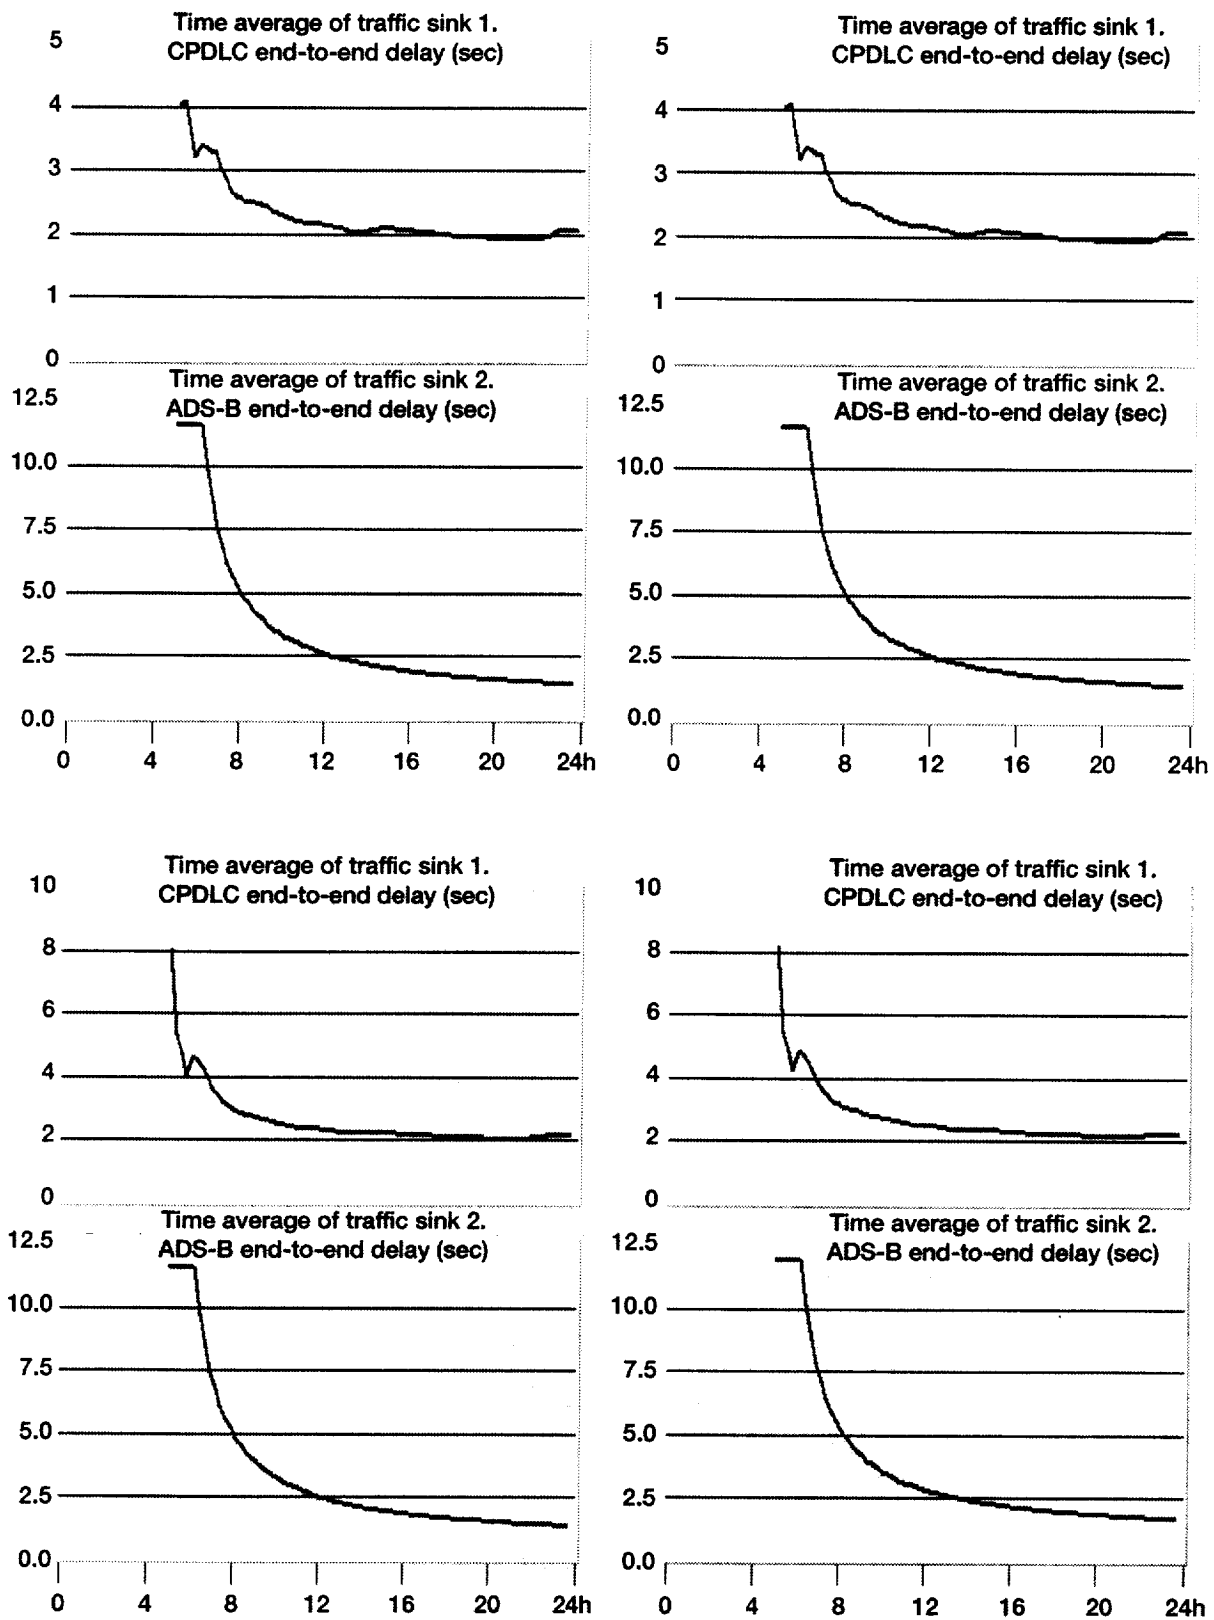 Time average of traffic sink 1.
CPDLC end-to-end delay (sec)
5
4
3
2
1
0
Time average of traffic sink 2.
ADS-B end-to-end delay (sec)
12.5
10.0
7.5
5.0
2.5
0.0
0 4 8 12 16 20 24h
Time average of traffic sink 1.
CPDLC end-to-end delay (sec)
5
4
3
2
1
0
Time average of traffic sink 2.
ADS-B end-to-end delay (sec)
12.5
10.0
7.5
5.0
2.5
0.0
0 4 8 12 16 20 24h
Time average of traffic sink 1.
CPDLC end-to-end delay (sec)
10
8
6
4
2
0
Time average of traffic sink 2.
ADS-B end-to-end delay (sec)
12.5
10.0
7.5
5.0
2.5
0.0
0 4 8 12 16 20 24h
Time average of traffic sink 1.
CPDLC end-to-end delay (sec)
10
8
6
4
2
0
Time average of traffic sink 2.
ADS-B end-to-end delay (sec)
12.5
10.0
7.5
5.0
2.5
0.0
0 4 8 12 16 20 24h